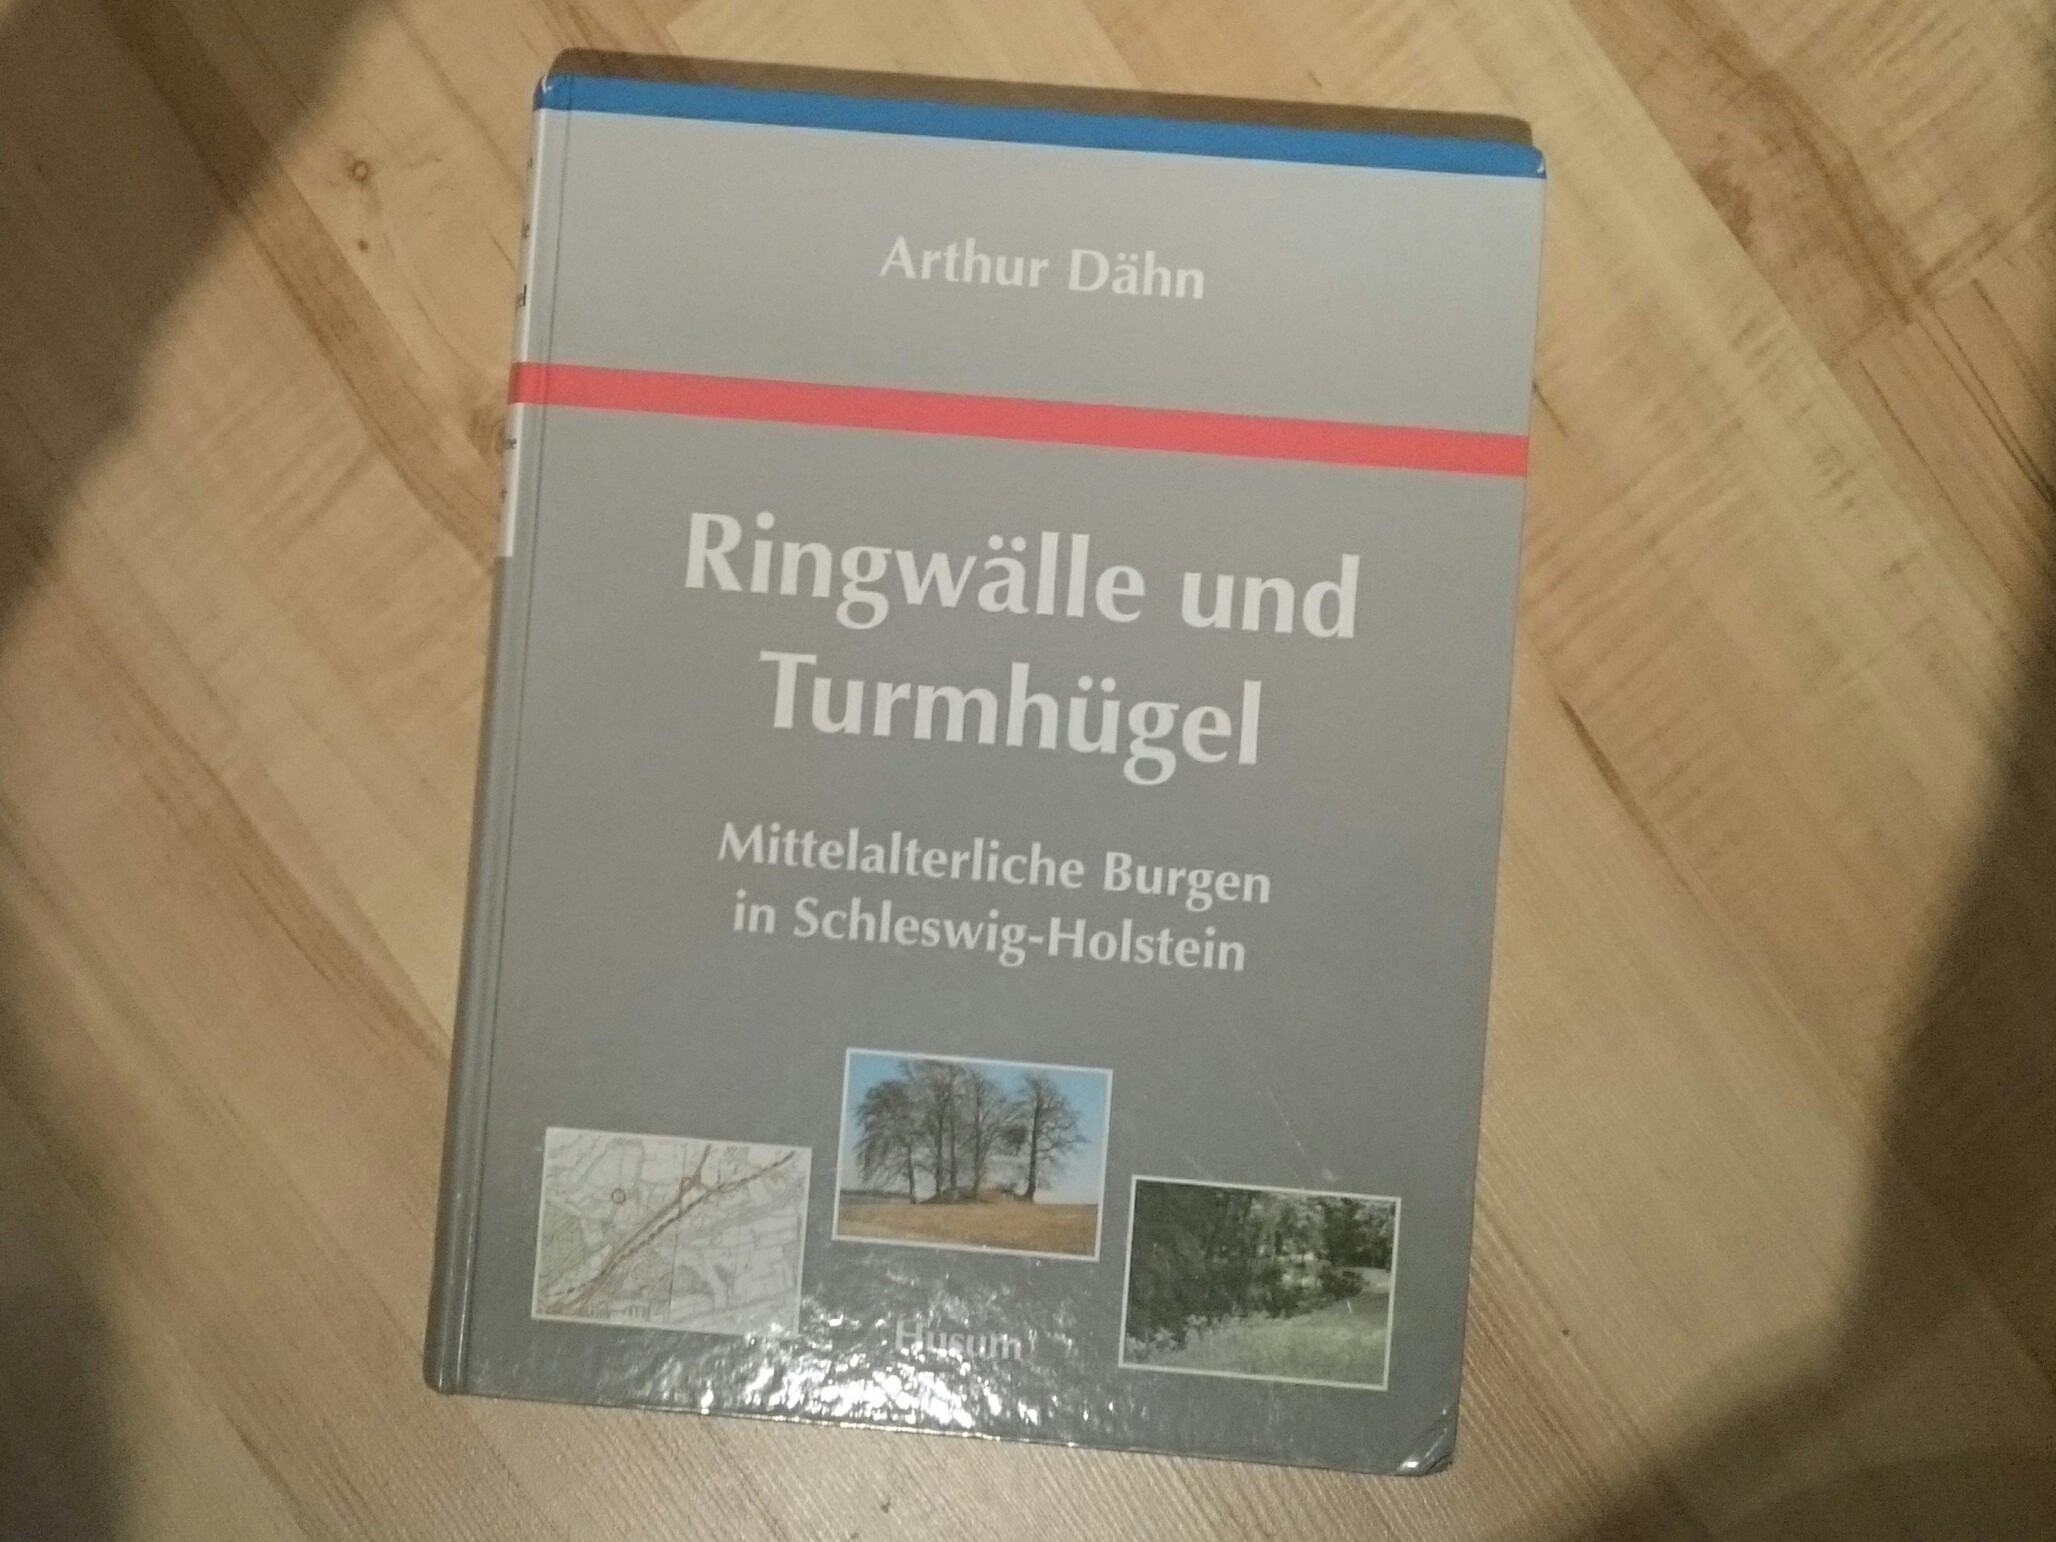 Arthur Dähn
Ringwälle und
Turmhügel
Mittelalterliche Burgen
in Schleswig-Holstein
Husum